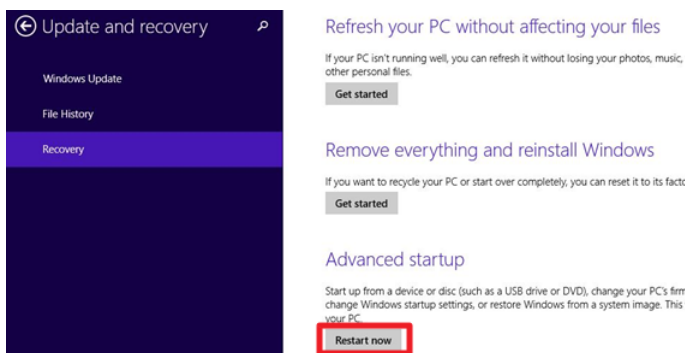 Update and recovery
Windows Update
File History
Recovery
Refresh your PC without affecting your files
If your PC isn't running well, you can refresh it without losing your photos, music,
other personal files.
Get started
Remove everything and reinstall Windows
If you want to recycle your PC or start over completely, you can reset it to its facto
Get started
Advanced startup
Start up from a device or disc (such as a USB drive or DVD), change your PC's firm
change Windows startup settings, or restore Windows from a system image. This
your PC.
Restart now